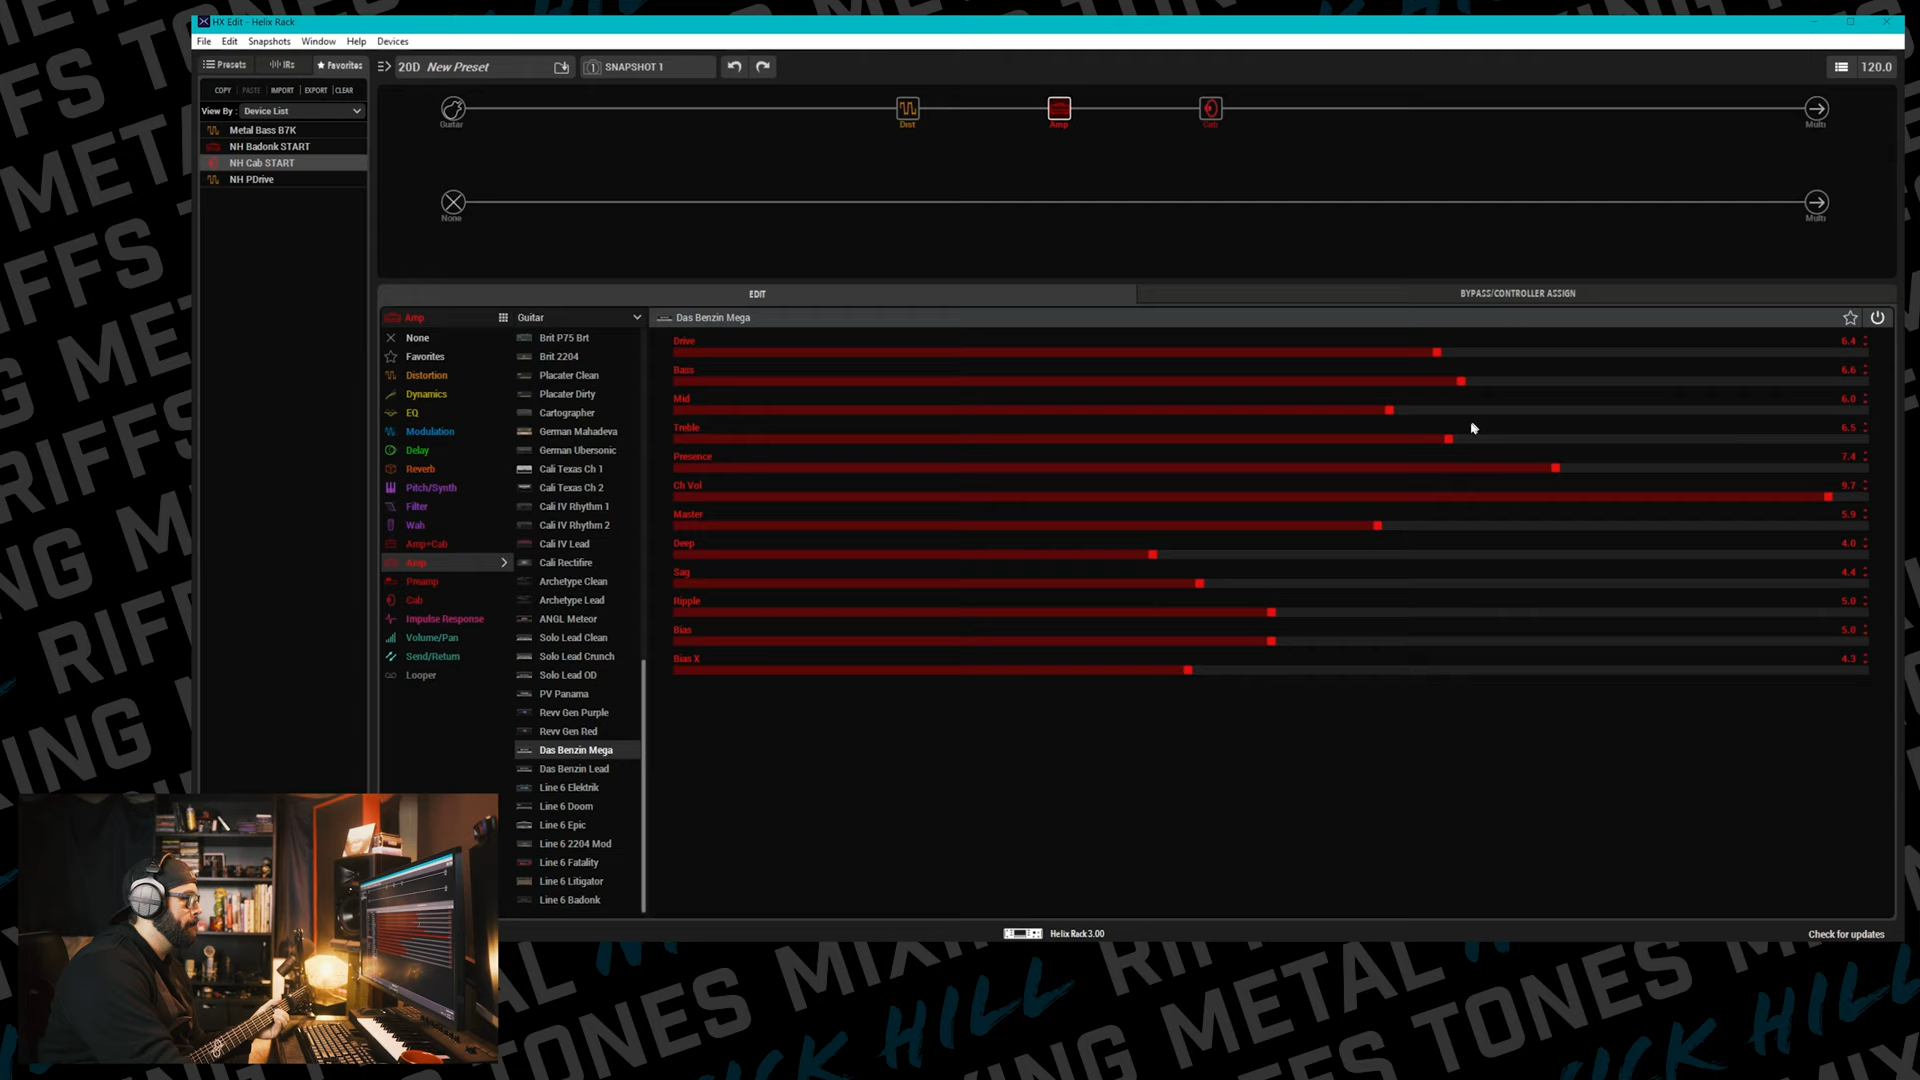 HX Edit - Helix Rack
File Edit Snapshots Window Help Devices
Presets IRs Favorites
20D New Preset
1 SNAPSHOT 1
120.0
COPY PASTE IMPORT EXPORT CLEAR
View By : Device List
Metal Bass B7K
NH Badonk START
NH Cab START
NH PDrive
Guitar
Dist
Amp
Cab
Multi
None
Multi
EDIT
BYPASS/CONTROLLER ASSIGN
Amp
None
Favorites
Distortion
Dynamics
EQ
Modulation
Delay
Reverb
Pitch/Synth
Filter
Wah
Amp+Cab
Amp
Preamp
Cab
Impulse Response
Volume/Pan
Send/Return
Looper
Guitar
Brit P75 Brt
Brit 2204
Placater Clean
Placater Dirty
Cartographer
German Mahadeva
German Ubersonic
Cali Texas Ch 1
Cali Texas Ch 2
Cali IV Rhythm 1
Cali IV Rhythm 2
Cali IV Lead
Cali Rectifire
Archetype Clean
Archetype Lead
ANGL Meteor
Solo Lead Clean
Solo Lead Crunch
Solo Lead OD
PV Panama
Revv Gen Purple
Revv Gen Red
Das Benzin Mega
Das Benzin Lead
Line 6 Elektrik
Line 6 Doom
Line 6 Epic
Line 6 2204 Mod
Line 6 Fatality
Line 6 Litigator
Line 6 Badonk
Das Benzin Mega
Drive 6.4
Bass 6.6
Mid 6.0
Treble 6.5
Presence 7.4
Ch Vol 9.7
Master 5.9
Deep 4.0
Sag 4.4
Ripple 5.0
Bias 5.0
Bias X 4.3
Helix Rack 3.00
Check for updates